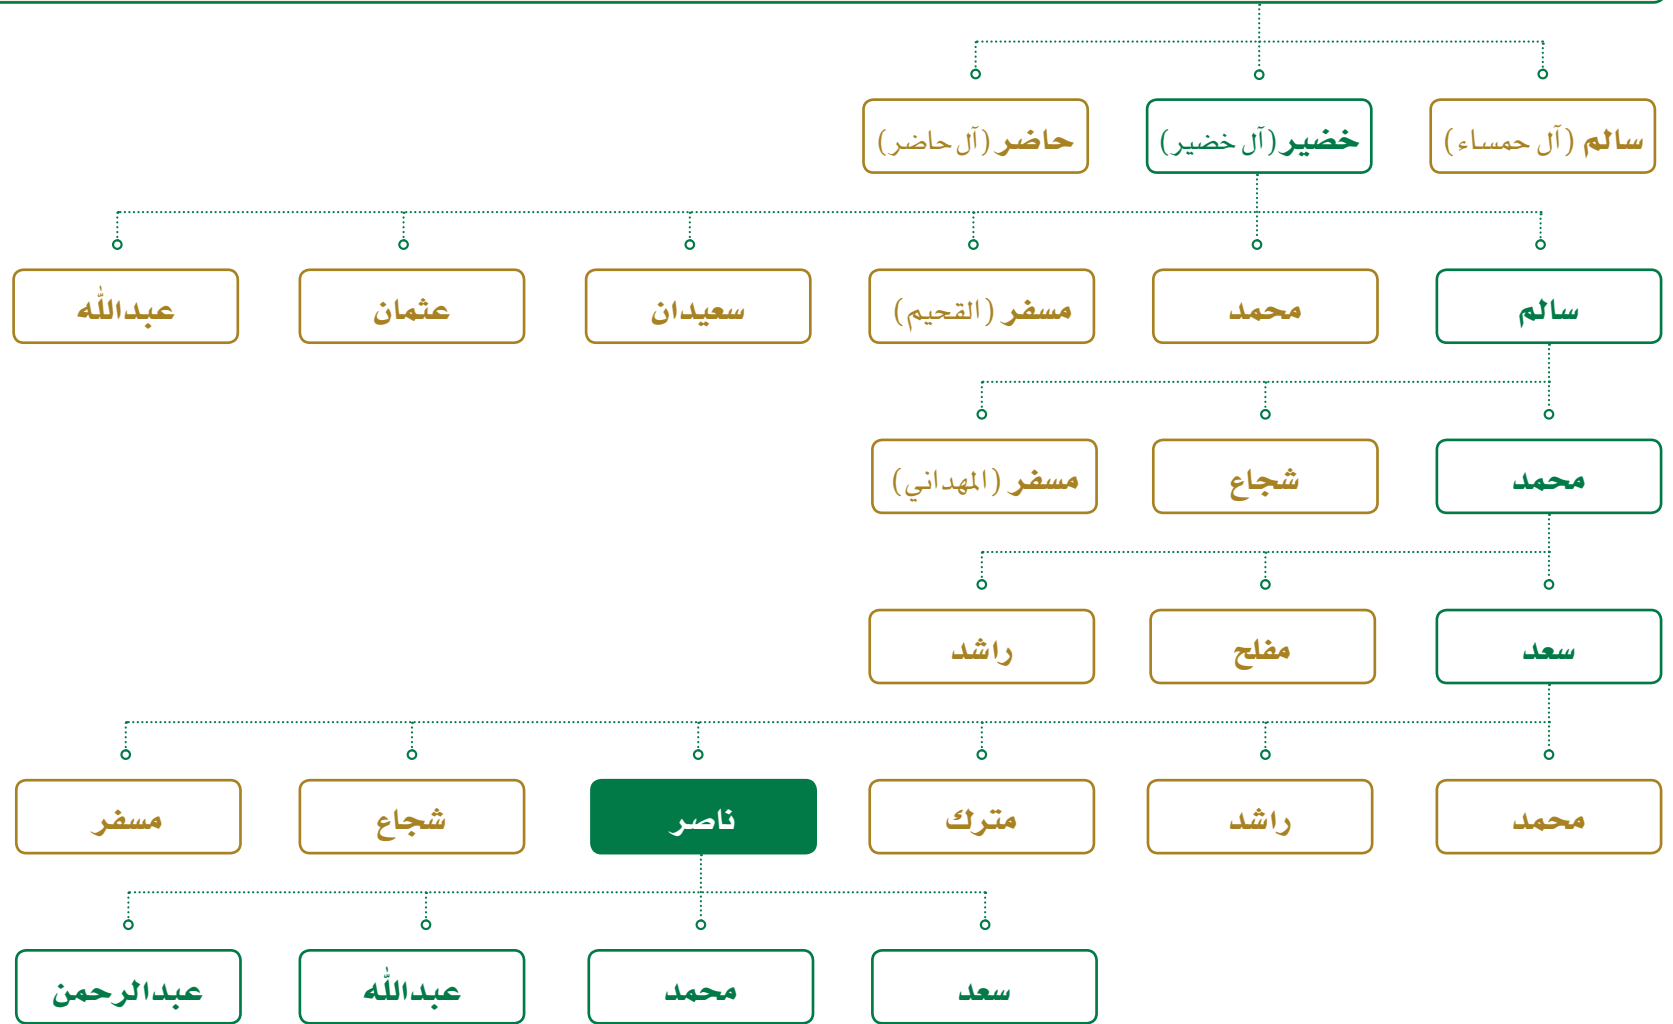 سالم (آل حمساء) خضير (آل خضير) حاضر (آل حاضر)
سالم محمد مسفر (القحيم) سعيدان عثمان عبدالله
محمد شجاع مسفر (المهداني)
سعد مفلح راشد
محمد راشد مترك ناصر شجاع مسفر
سعد محمد عبدالله عبدالرحمن